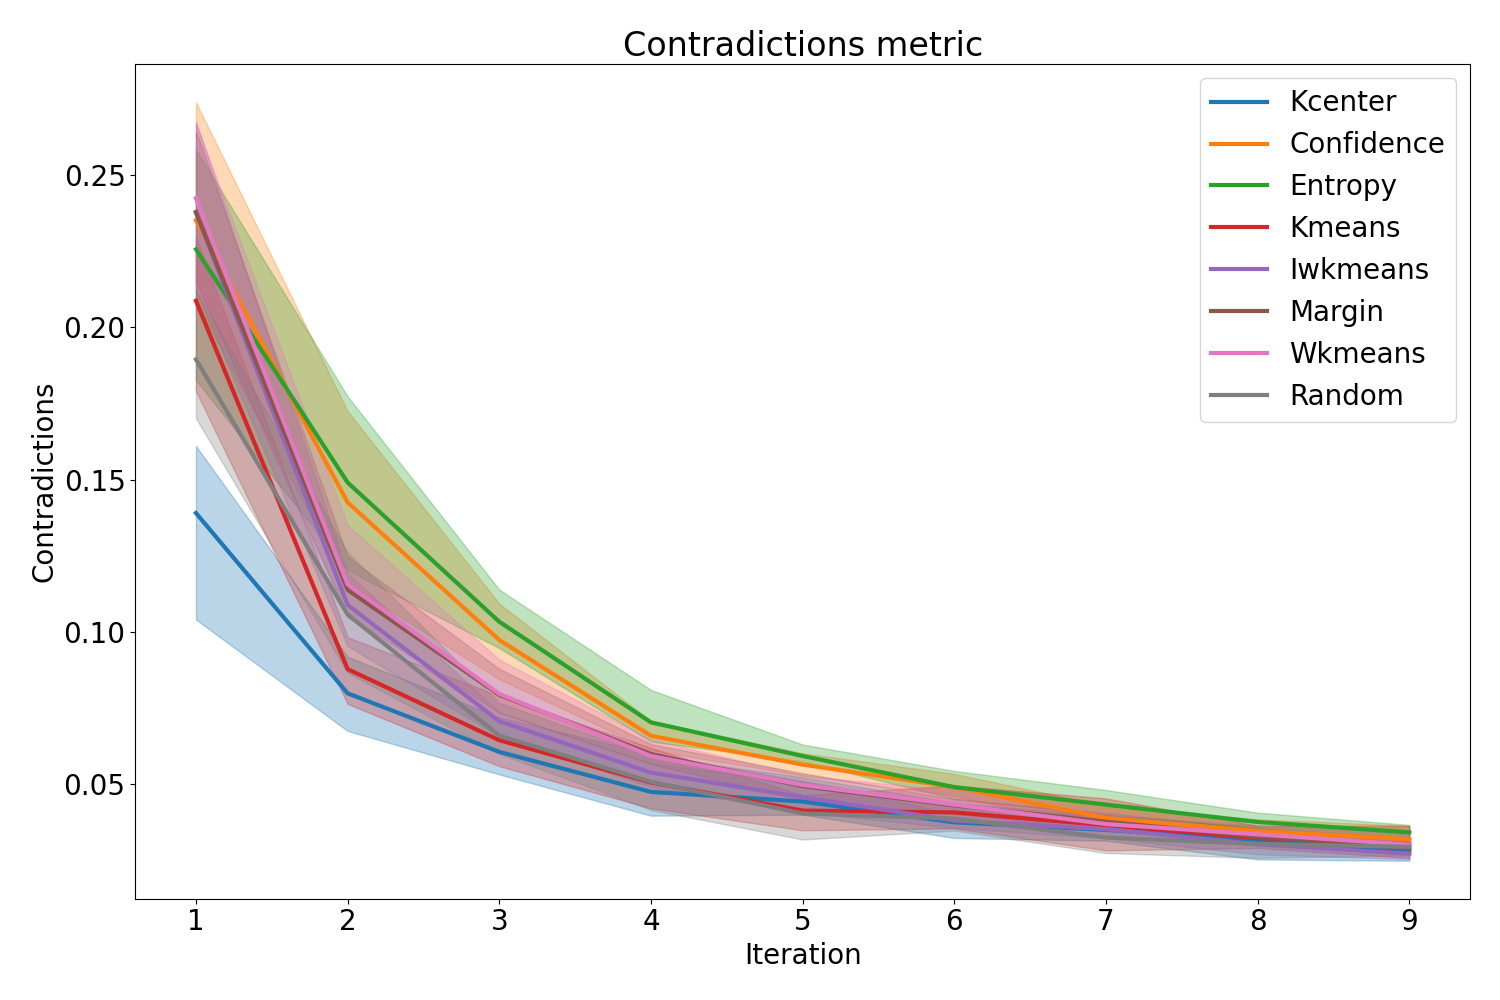 Contradictions metric
Kcenter
Confidence
Entropy
Kmeans
Iwkmeans
Margin
Wkmeans
Random
Contradictions
0.25
0.20
0.15
0.10
0.05
1 2 3 4 5 6 7 8 9
Iteration